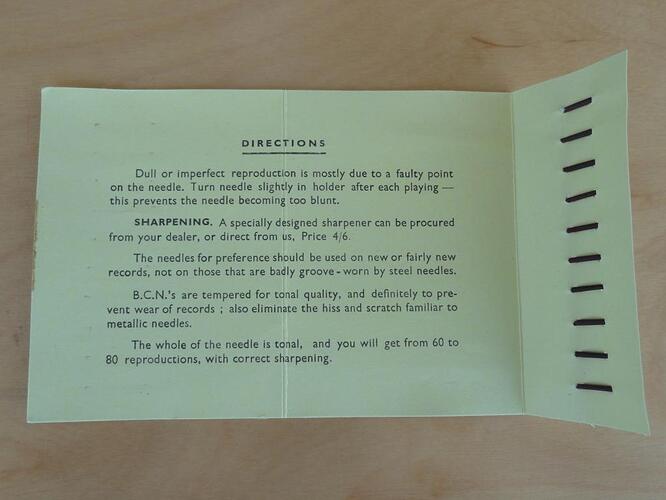 DIRECTIONS
Dull or imperfect reproduction is mostly due to a faulty point
on the needle. Turn needle slightly in holder after each playing —
this prevents the needle becoming too blunt.
SHARPENING. A specially designed sharpener can be procured
from your dealer, or direct from us, Price 4/6.
The needles for preference should be used on new or fairly new
records, not on those that are badly groove - worn by steel needles.
B.C.N.'s are tempered for tonal quality, and definitely to pre-
vent wear of records ; also eliminate the hiss and scratch familiar to
metallic needles.
The whole of the needle is tonal, and you will get from 60 to
80 reproductions, with correct sharpening.